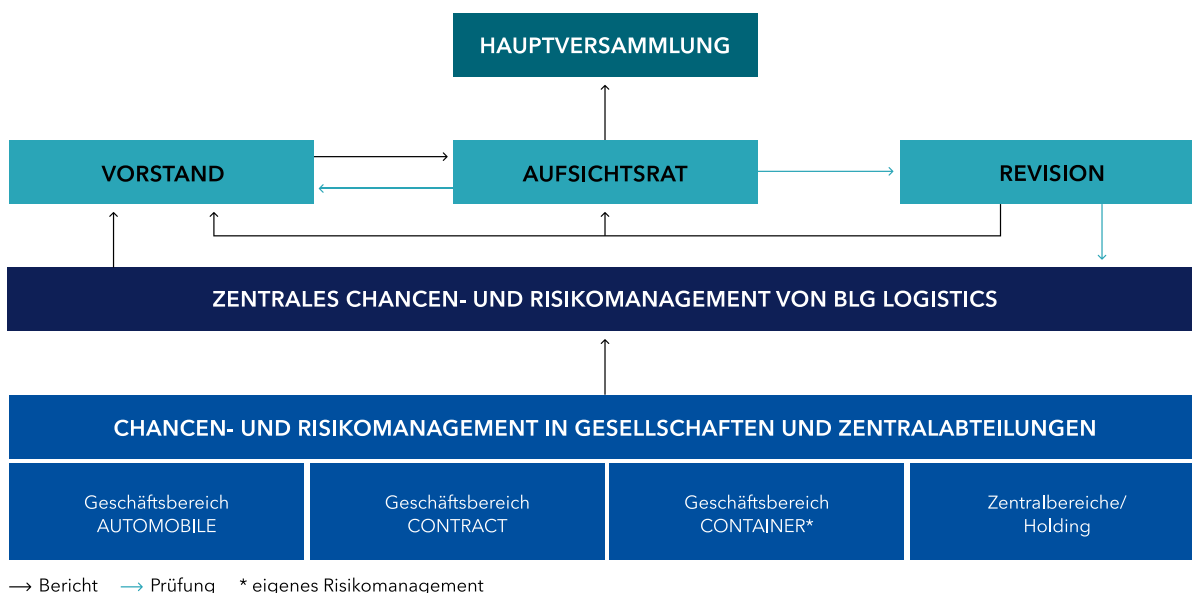 HAUPTVERSAMMLUNG
VORSTAND
AUFSICHTSRAT
REVISION
ZENTRALES CHANCEN- UND RISIKOMANAGEMENT VON BLG LOGISTICS
CHANCEN- UND RISIKOMANAGEMENT IN GESELLSCHAFTEN UND ZENTRALABTEILUNGEN
Geschäftsbereich
AUTOMOBILE
Geschäftsbereich
CONTRACT
Geschäftsbereich
CONTAINER*
Zentralbereiche/
Holding
→ Bericht → Prüfung * eigenes Risikomanagement